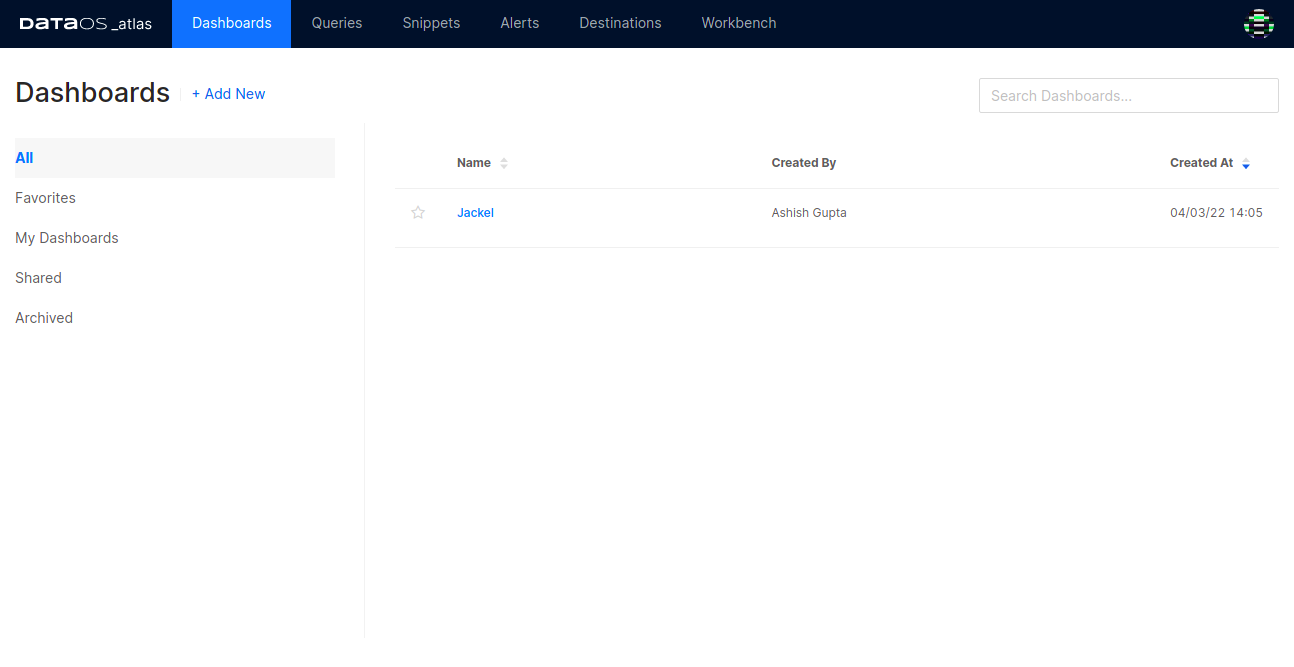 DATAOS _atlas Dashboards Queries Snippets Alerts Destinations Workbench
Dashboards + Add New Search Dashboards...
All
Favorites
My Dashboards
Shared
Archived
Name Created By Created At
Jackel Ashish Gupta 04/03/22 14:05